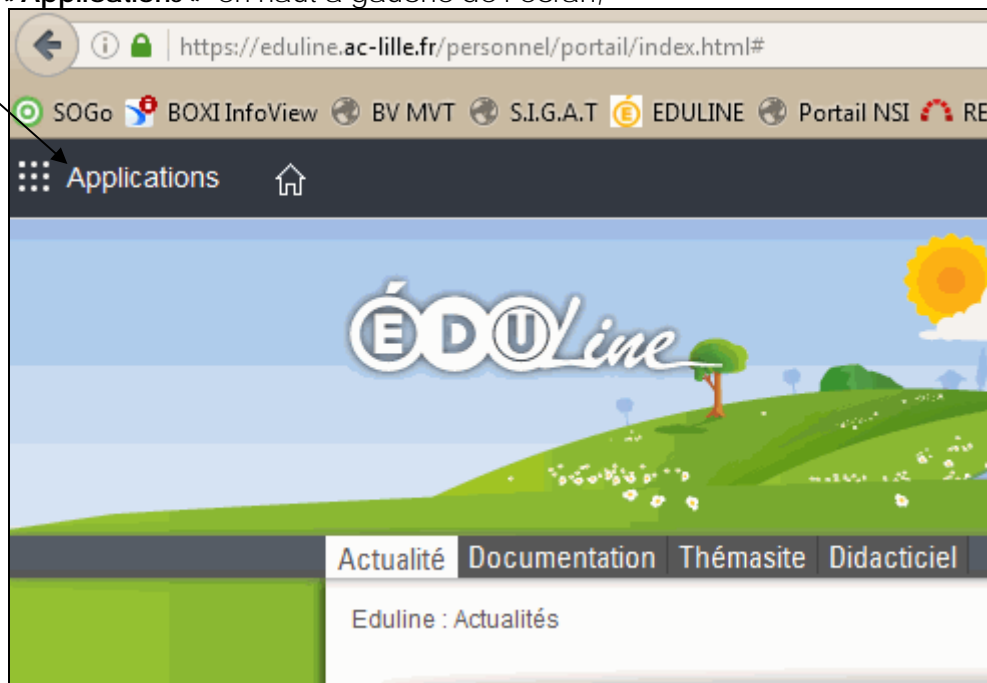 « Applications » en haut à gauche de l'écran,
https://eduline.ac-lille.fr/personnel/portail/index.html#
SOGo BOXI InfoView BV MVT S.I.G.A.T EDULINE Portail NSI RE
Applications
ÉDULine
Actualité Documentation Thémasite Didacticiel
Eduline : Actualités